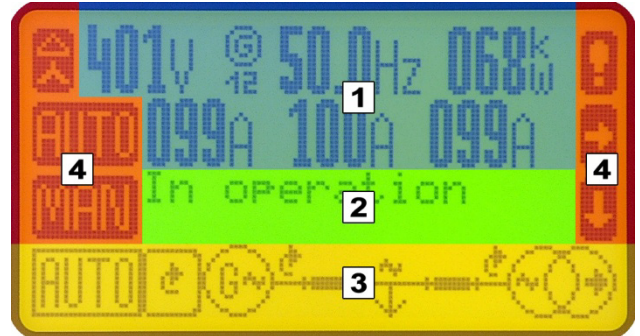 401V G 12 50.0Hz 068kW
AUTO 099A 100A 099A
1
4 4
MAN In operation
2
AUTO G~ 3